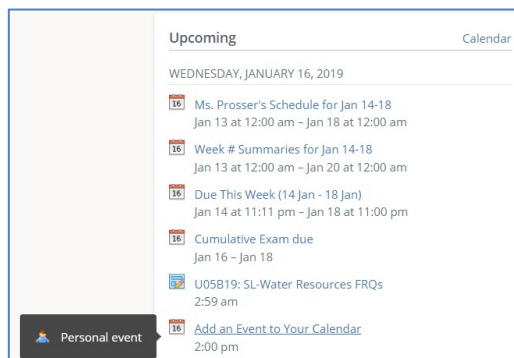 Upcoming
Calendar
WEDNESDAY, JANUARY 16, 2019
16
Ms. Prosser's Schedule for Jan 14-18
Jan 13 at 12:00 am – Jan 18 at 12:00 am
16
Week # Summaries for Jan 14-18
Jan 13 at 12:00 am – Jan 20 at 12:00 am
16
Due This Week (14 Jan - 18 Jan)
Jan 14 at 11:11 pm – Jan 18 at 11:00 pm
16
Cumulative Exam due
Jan 16 – Jan 18
U05B19: SL-Water Resources FRQs
2:59 am
Personal event
16
Add an Event to Your Calendar
2:00 pm